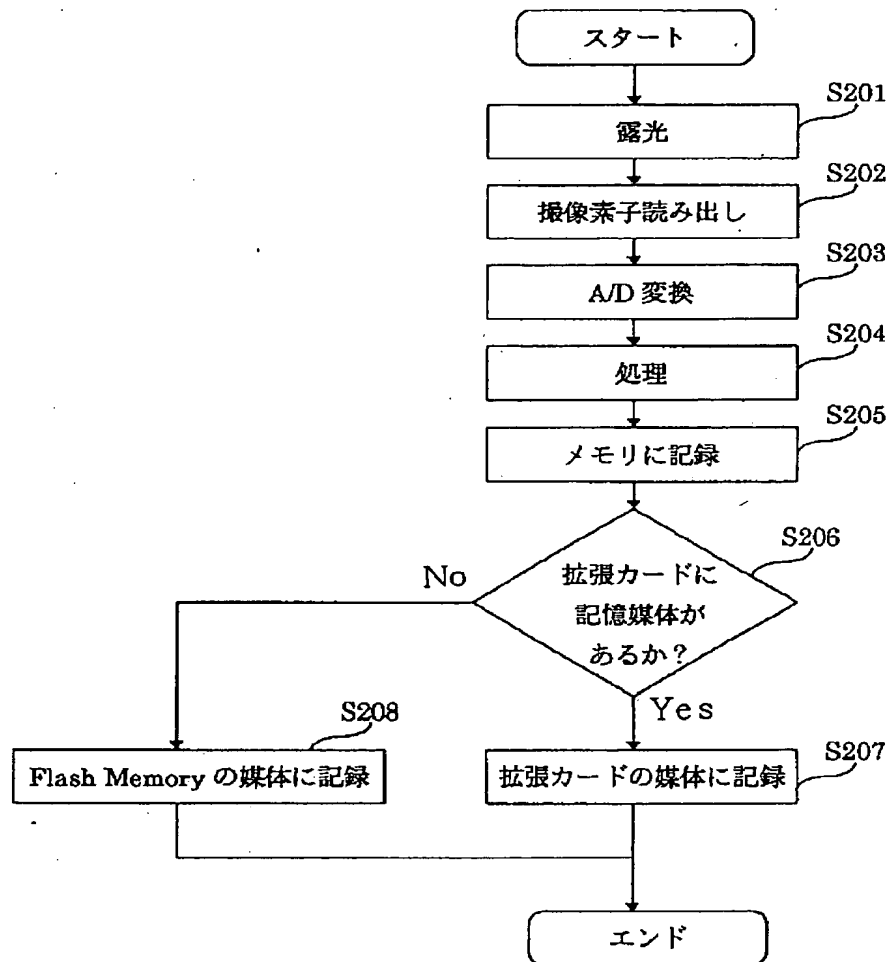 スタート
S201
露光
S202
撮像素子読み出し
S203
A/D 変換
S204
処理
S205
メモリに記録
S206
拡張カードに
記憶媒体が
あるか？
No
Yes
S208
Flash Memory の媒体に記録
S207
拡張カードの媒体に記録
エンド